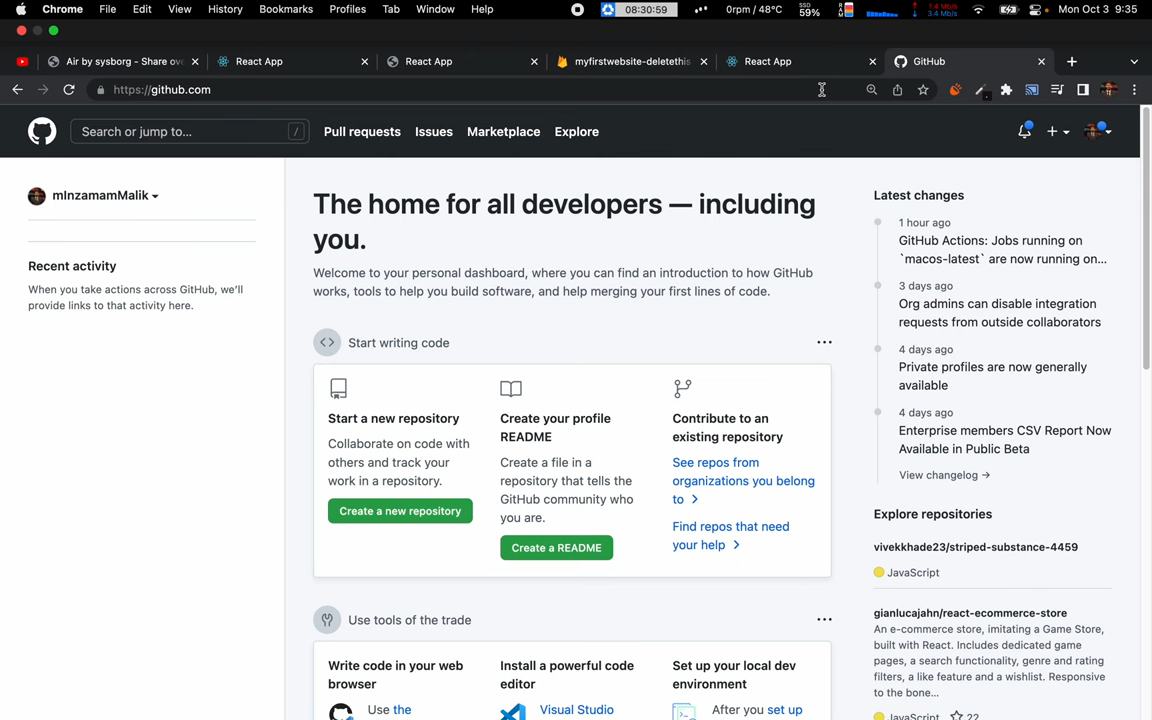 Chrome File Edit View History Bookmarks Profiles Tab Window Help 08:30:59 0rpm / 48°C SSD 59% 1.4 MB/s 3.4 MB/s Mon Oct 3 9:35
Air by sysborg - Share ove React App React App myfirstwebsite-deletethis React App GitHub
https://github.com
Search or jump to... / Pull requests Issues Marketplace Explore
mInzamamMalik
Recent activity
When you take actions across GitHub, we'll
provide links to that activity here.
The home for all developers — including
you.
Welcome to your personal dashboard, where you can find an introduction to how GitHub
works, tools to help you build software, and help merging your first lines of code.
Start writing code
Start a new repository
Collaborate on code with
others and track your
work in a repository.
Create a new repository
Create your profile
README
Create a file in a
repository that tells the
GitHub community who
you are.
Create a README
Contribute to an
existing repository
See repos from
organizations you belong
to
Find repos that need
your help
Use tools of the trade
Write code in your web
browser
Use the
Install a powerful code
editor
Visual Studio
Set up your local dev
environment
After you set up
Latest changes
1 hour ago
GitHub Actions: Jobs running on
`macos-latest` are now running on...
3 days ago
Org admins can disable integration
requests from outside collaborators
4 days ago
Private profiles are now generally
available
4 days ago
Enterprise members CSV Report Now
Available in Public Beta
View changelog →
Explore repositories
vivekkhade23/striped-substance-4459
JavaScript
gianlucajahn/react-ecommerce-store
An e-commerce store, imitating a Game Store,
built with React. Includes dedicated game
pages, a search functionality, genre and rating
filters, a like feature and a wishlist. Responsive
to the bone...
JavaScript 22